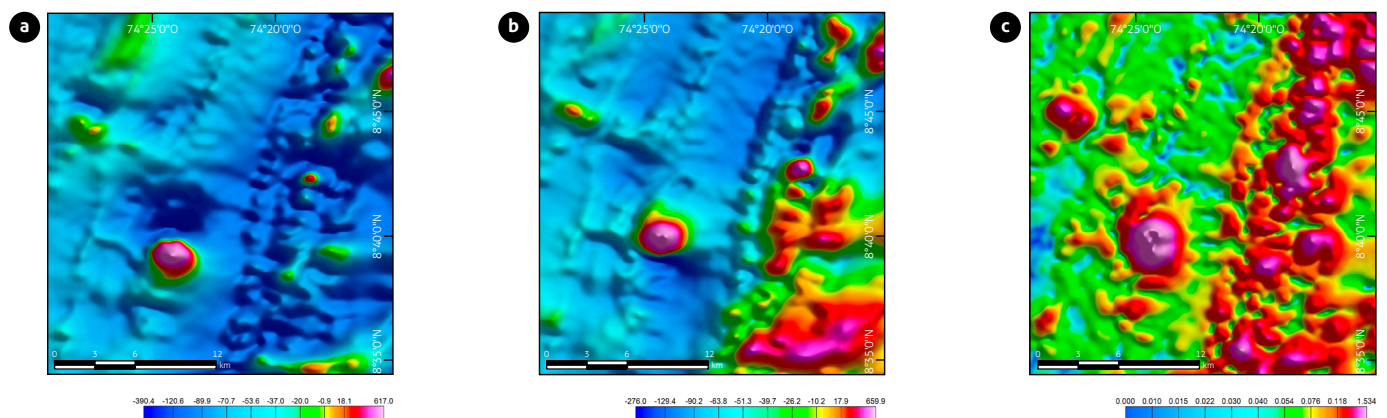 a
74°25'0"O 74°20'0"O
8°45'0"N
8°40'0"N
8°35'0"N
0 3 6 12
km
-390.4 -120.6 -89.9 -70.7 -53.6 -37.0 -20.0 -0.9 18.1 617.0
b
74°25'0"O 74°20'0"O
8°45'0"N
8°40'0"N
8°35'0"N
0 3 6 12
km
-276.0 -129.4 -90.2 -63.8 -51.3 -39.7 -26.2 -10.2 17.9 659.9
c
74°25'0"O 74°20'0"O
8°45'0"N
8°40'0"N
8°35'0"N
0 3 6 12
km
0.000 0.010 0.015 0.022 0.030 0.040 0.054 0.076 0.118 1.534